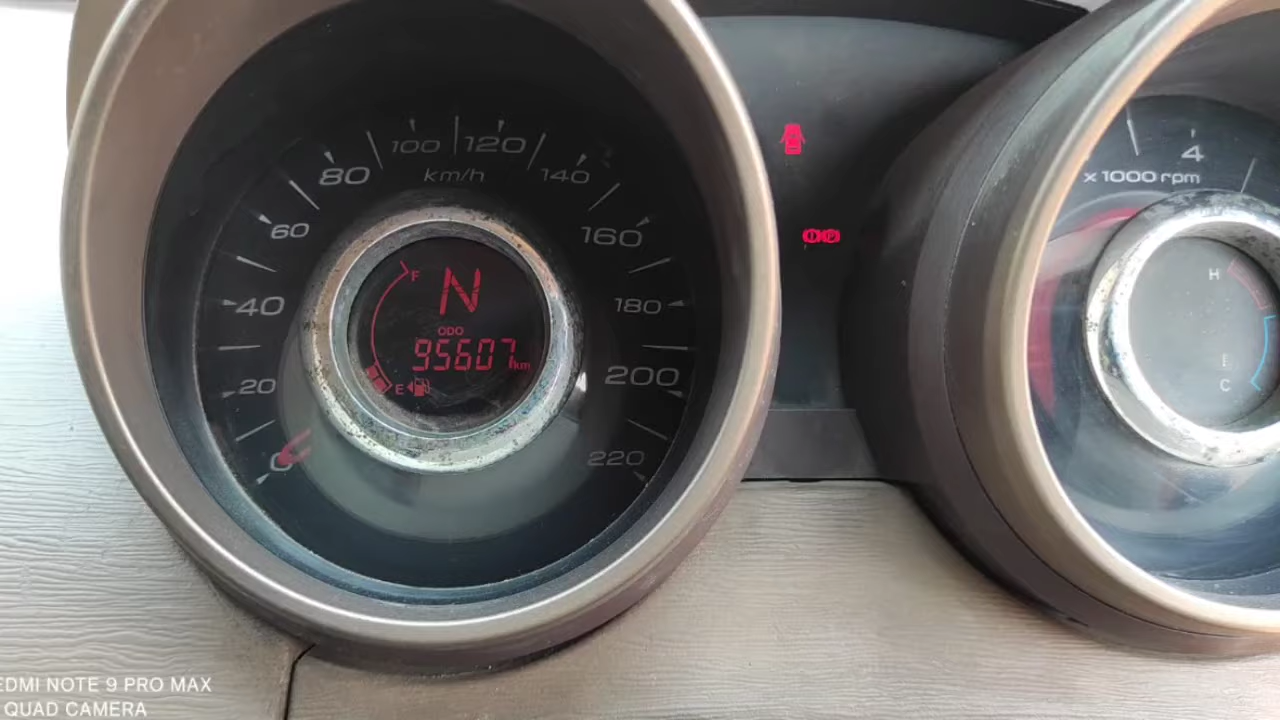 100
120
80
km/h
140
60
160
40
180
20
200
0
220
F
N
ODO
95607 km
E
4
x 1000 rpm
H
E
C
EDMI NOTE 9 PRO MAX
QUAD CAMERA